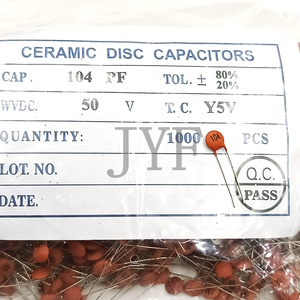 CERAMIC DISC CAPACITORS
CAP. 104 PF TOL. ± 80% 20%
WVDC. 50 V T.C. Y5V
QUANTITY: 1000 PCS
JYF
104
LOT. NO.
Q.C. PASS
DATE.